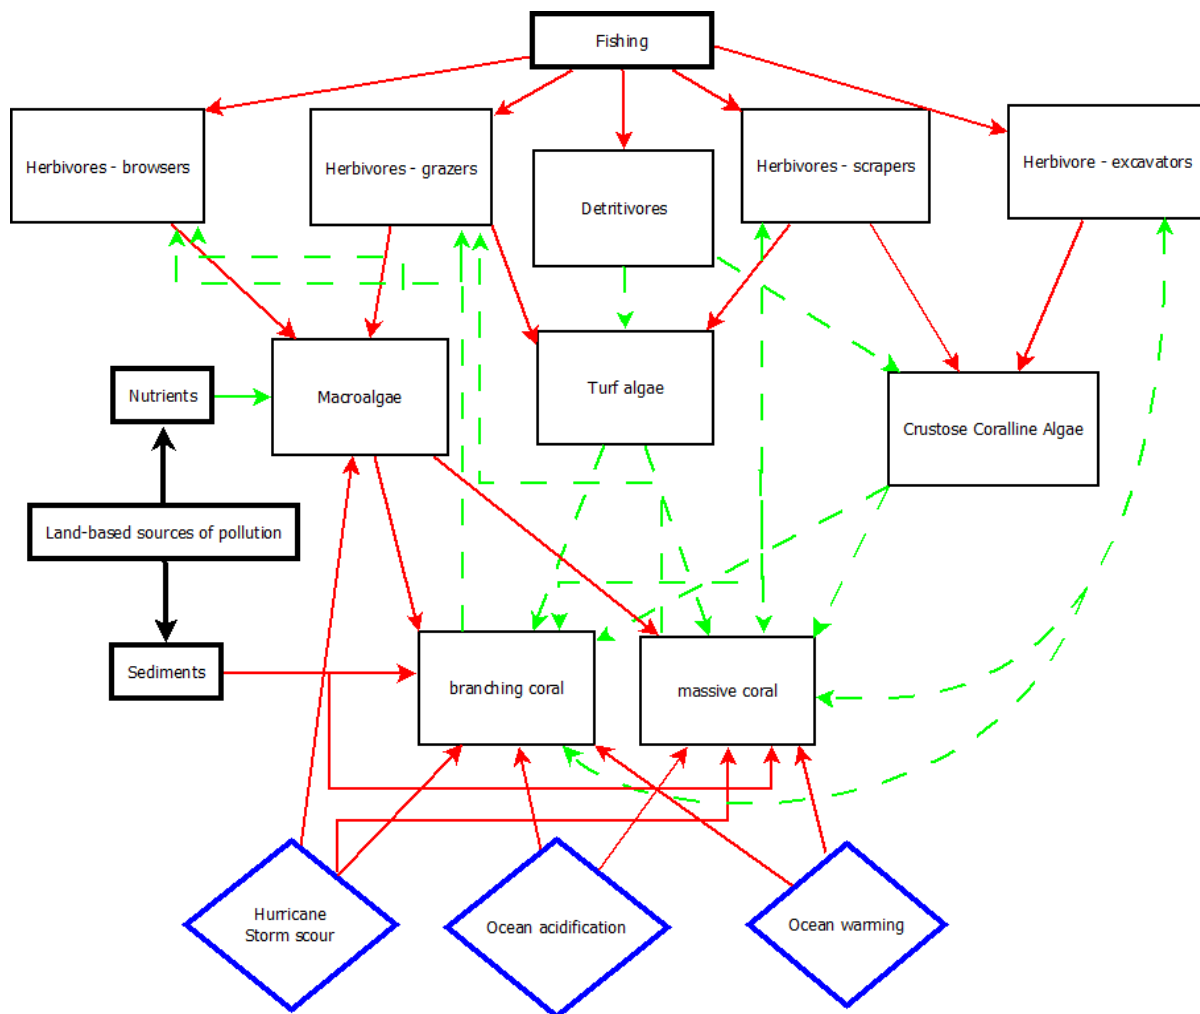 Fishing
Herbivores - browsers
Herbivores - grazers
Detritivores
Herbivores - scrapers
Herbivore - excavators
Macroalgae
Turf algae
Crustose Coralline Algae
Nutrients
Land-based sources of pollution
Sediments
branching coral
massive coral
Hurricane
Storm scour
Ocean acidification
Ocean warming